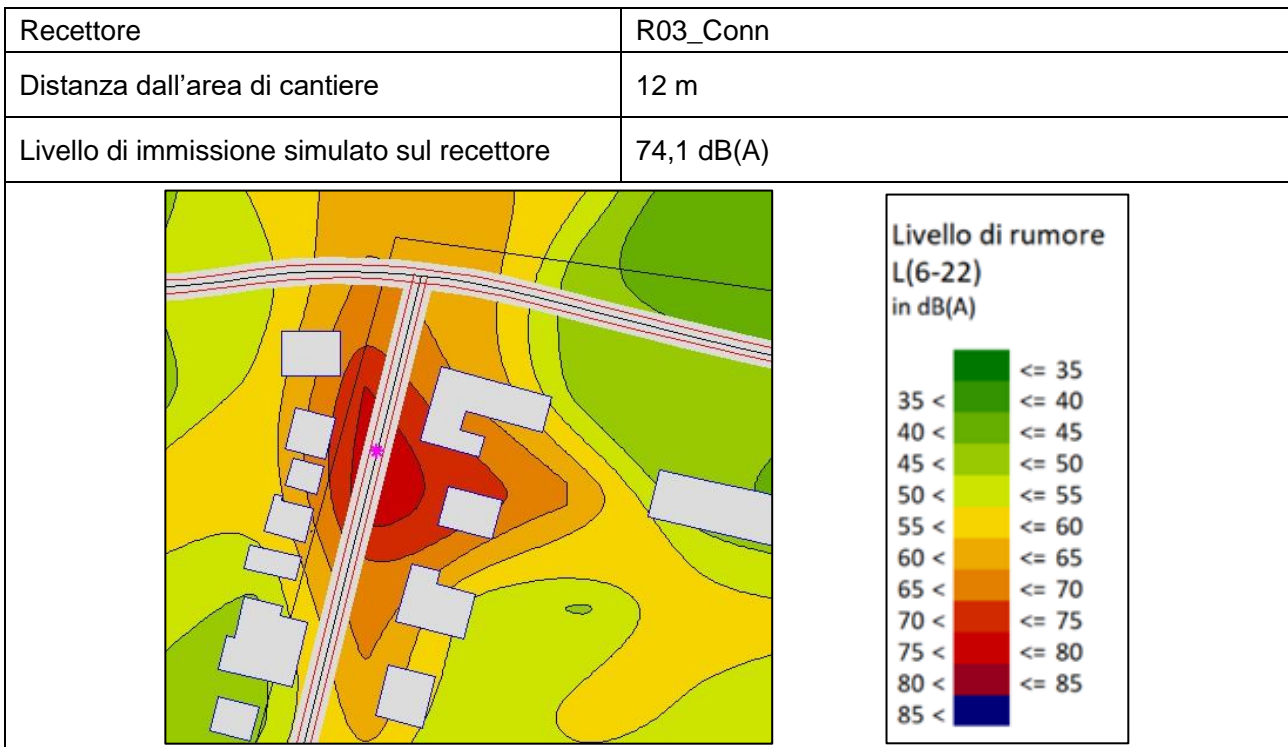 Recettore R03_Conn
Distanza dall'area di cantiere 12 m
Livello di immissione simulato sul recettore 74,1 dB(A)
Livello di rumore
L(6-22)
in dB(A)
<= 35
35 < <= 40
40 < <= 45
45 < <= 50
50 < <= 55
55 < <= 60
60 < <= 65
65 < <= 70
70 < <= 75
75 < <= 80
80 < <= 85
85 <